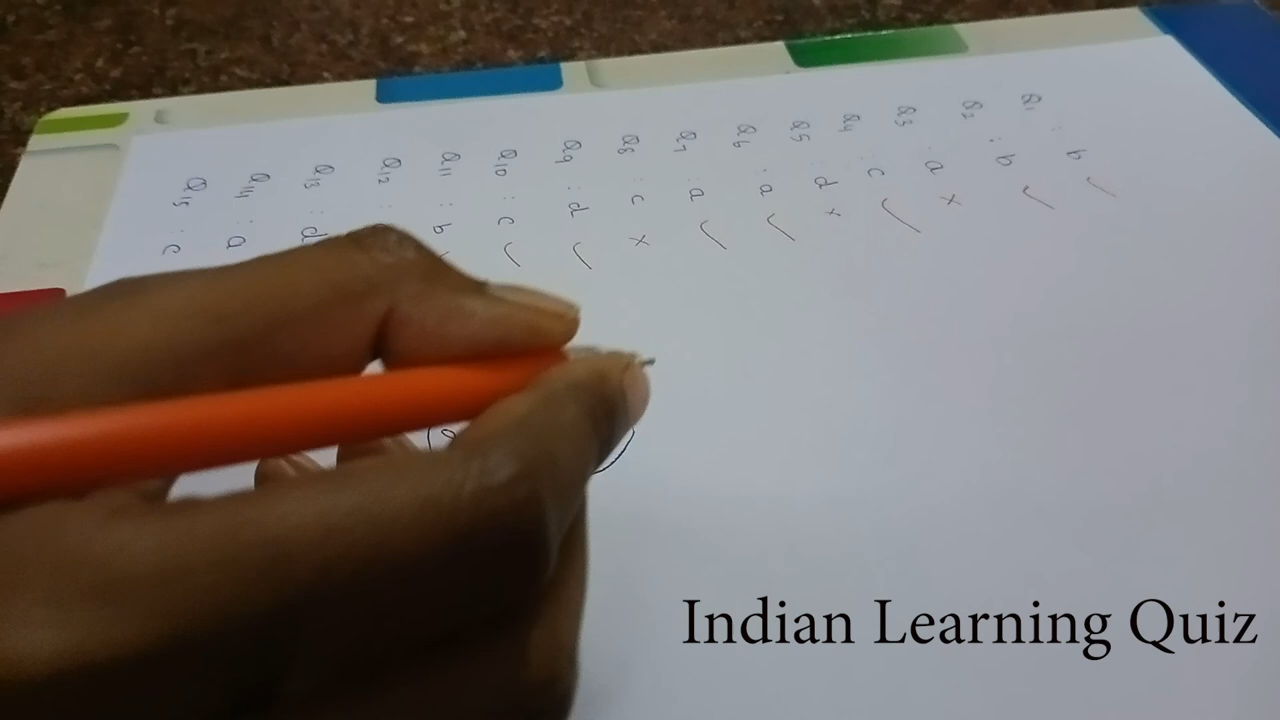 Q1 : b ✓
Q2 : b ✓
Q3 : a ×
Q4 : c ✓
Q5 : d ×
Q6 : a ✓
Q7 : a ✓
Q8 : c ×
Q9 : d ✓
Q10 : c ✓
Q11 : b
Q12 :
Q13 : d
Q14 : a
Q15 : c
Indian Learning Quiz